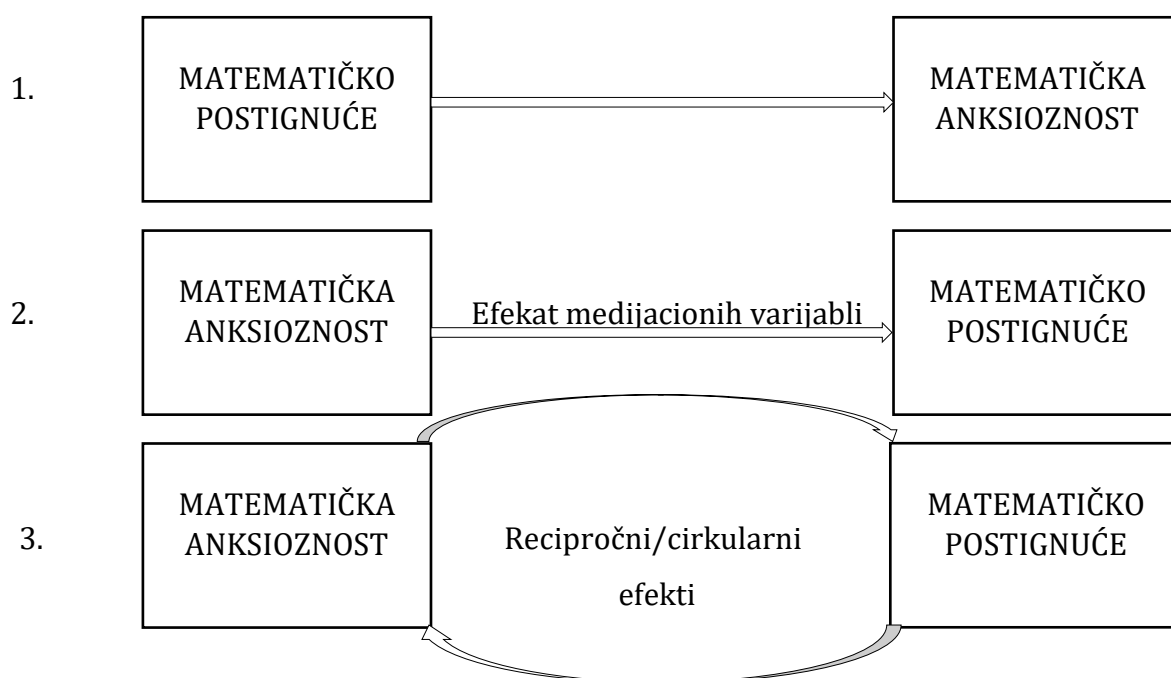 1.
MATEMATIČKO
POSTIGNUĆE
MATEMATIČKA
ANKSIOZNOST
2.
MATEMATIČKA
ANKSIOZNOST
Efekat medijacionih varijabli
MATEMATIČKO
POSTIGNUĆE
3.
MATEMATIČKA
ANKSIOZNOST
Recipročni/cirkularni
efekti
MATEMATIČKO
POSTIGNUĆE